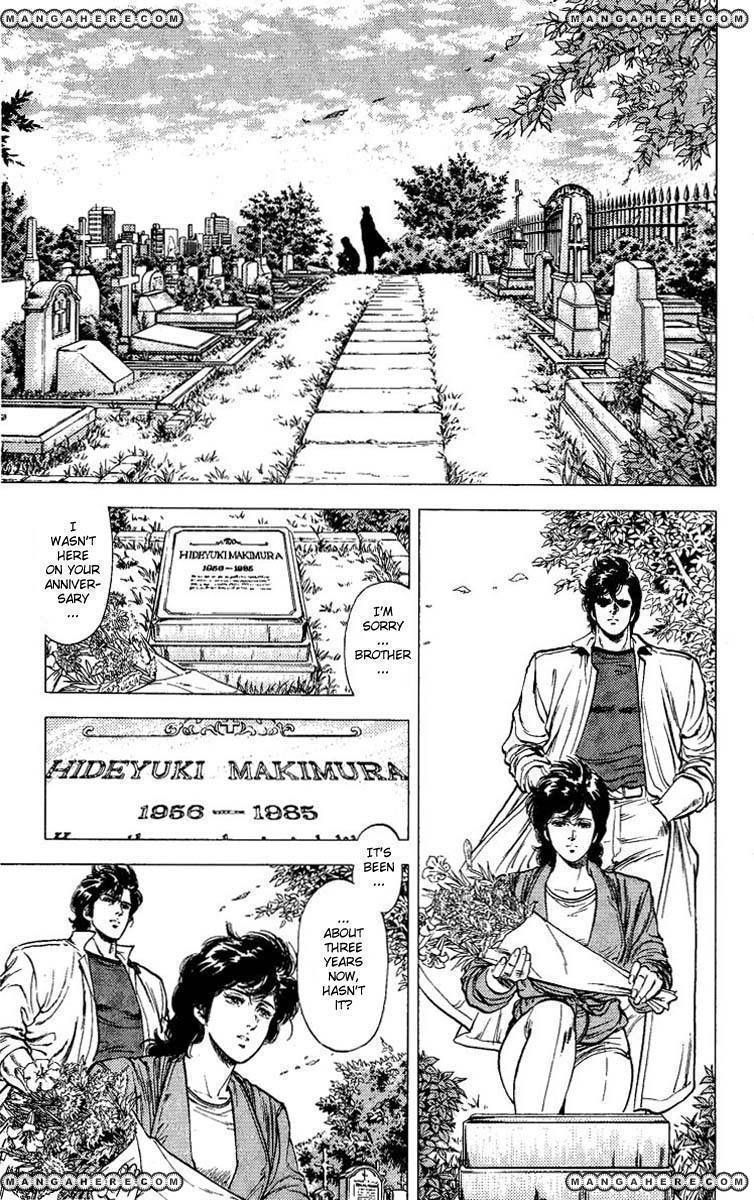 MANGAHERE.COM
MANGAHERE.COM
I'M
SORRY
...
BROTHER
...
I
WASN'T
HERE
ON YOUR
ANNIVER-
SARY
...
HIDEYUKI MAKIMURA
1956-1985
HIDEYUKI MAKIMURA
1956-1985
IT'S
BEEN
...
...
ABOUT
THREE
YEARS
NOW,
HASN'T
IT?
MANGAHERE.COM
MANGAHERE.COM